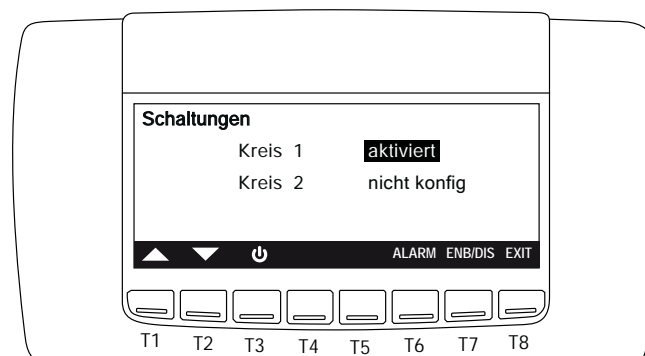 Schaltungen
Kreis 1 aktiviert
Kreis 2 nicht konfig
ALARM ENB/DIS EXIT
T1 T2 T3 T4 T5 T6 T7 T8